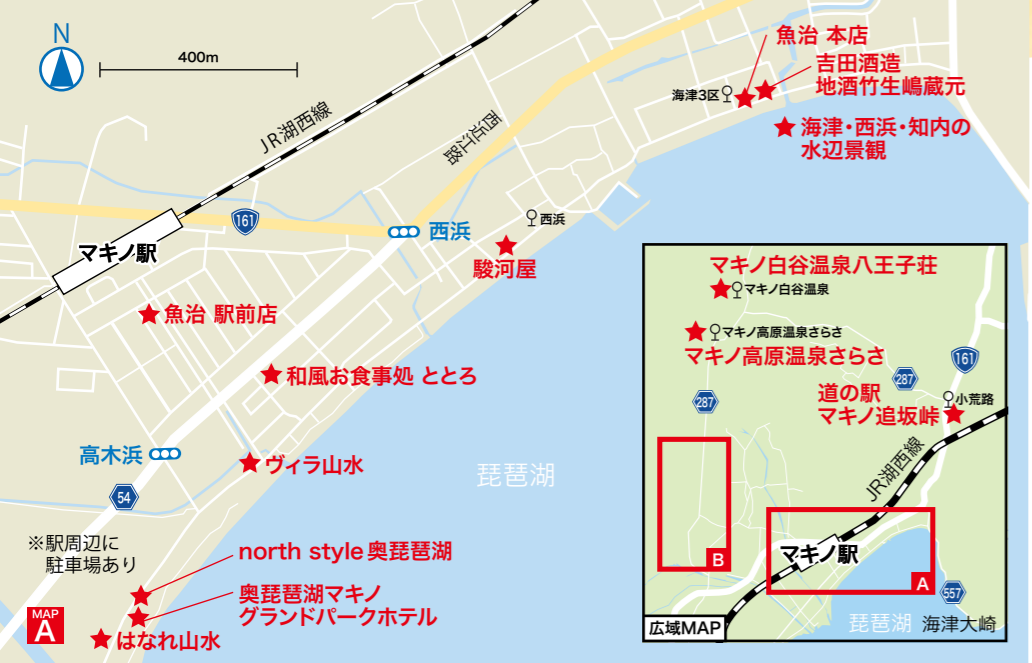 N
400m
JR湖西線
西近江路
161
マキノ駅
西浜
西浜
海津3区
魚治 本店
吉田酒造
地酒竹生嶋蔵元
海津・西浜・知内の
水辺景観
駿河屋
魚治 駅前店
和風お食事処 ととろ
高木浜
54
ヴィラ山水
琵琶湖
※駅周辺に
駐車場あり
north style 奥琵琶湖
奥琵琶湖マキノ
グランドパークホテル
はなれ山水
MAP
A
マキノ白谷温泉八王子荘
マキノ白谷温泉
マキノ高原温泉さらさ
マキノ高原温泉さらさ
161
287
287
道の駅
マキノ追坂峠
小荒路
JR湖西線
マキノ駅
B
A
557
琵琶湖
海津大崎
広域MAP